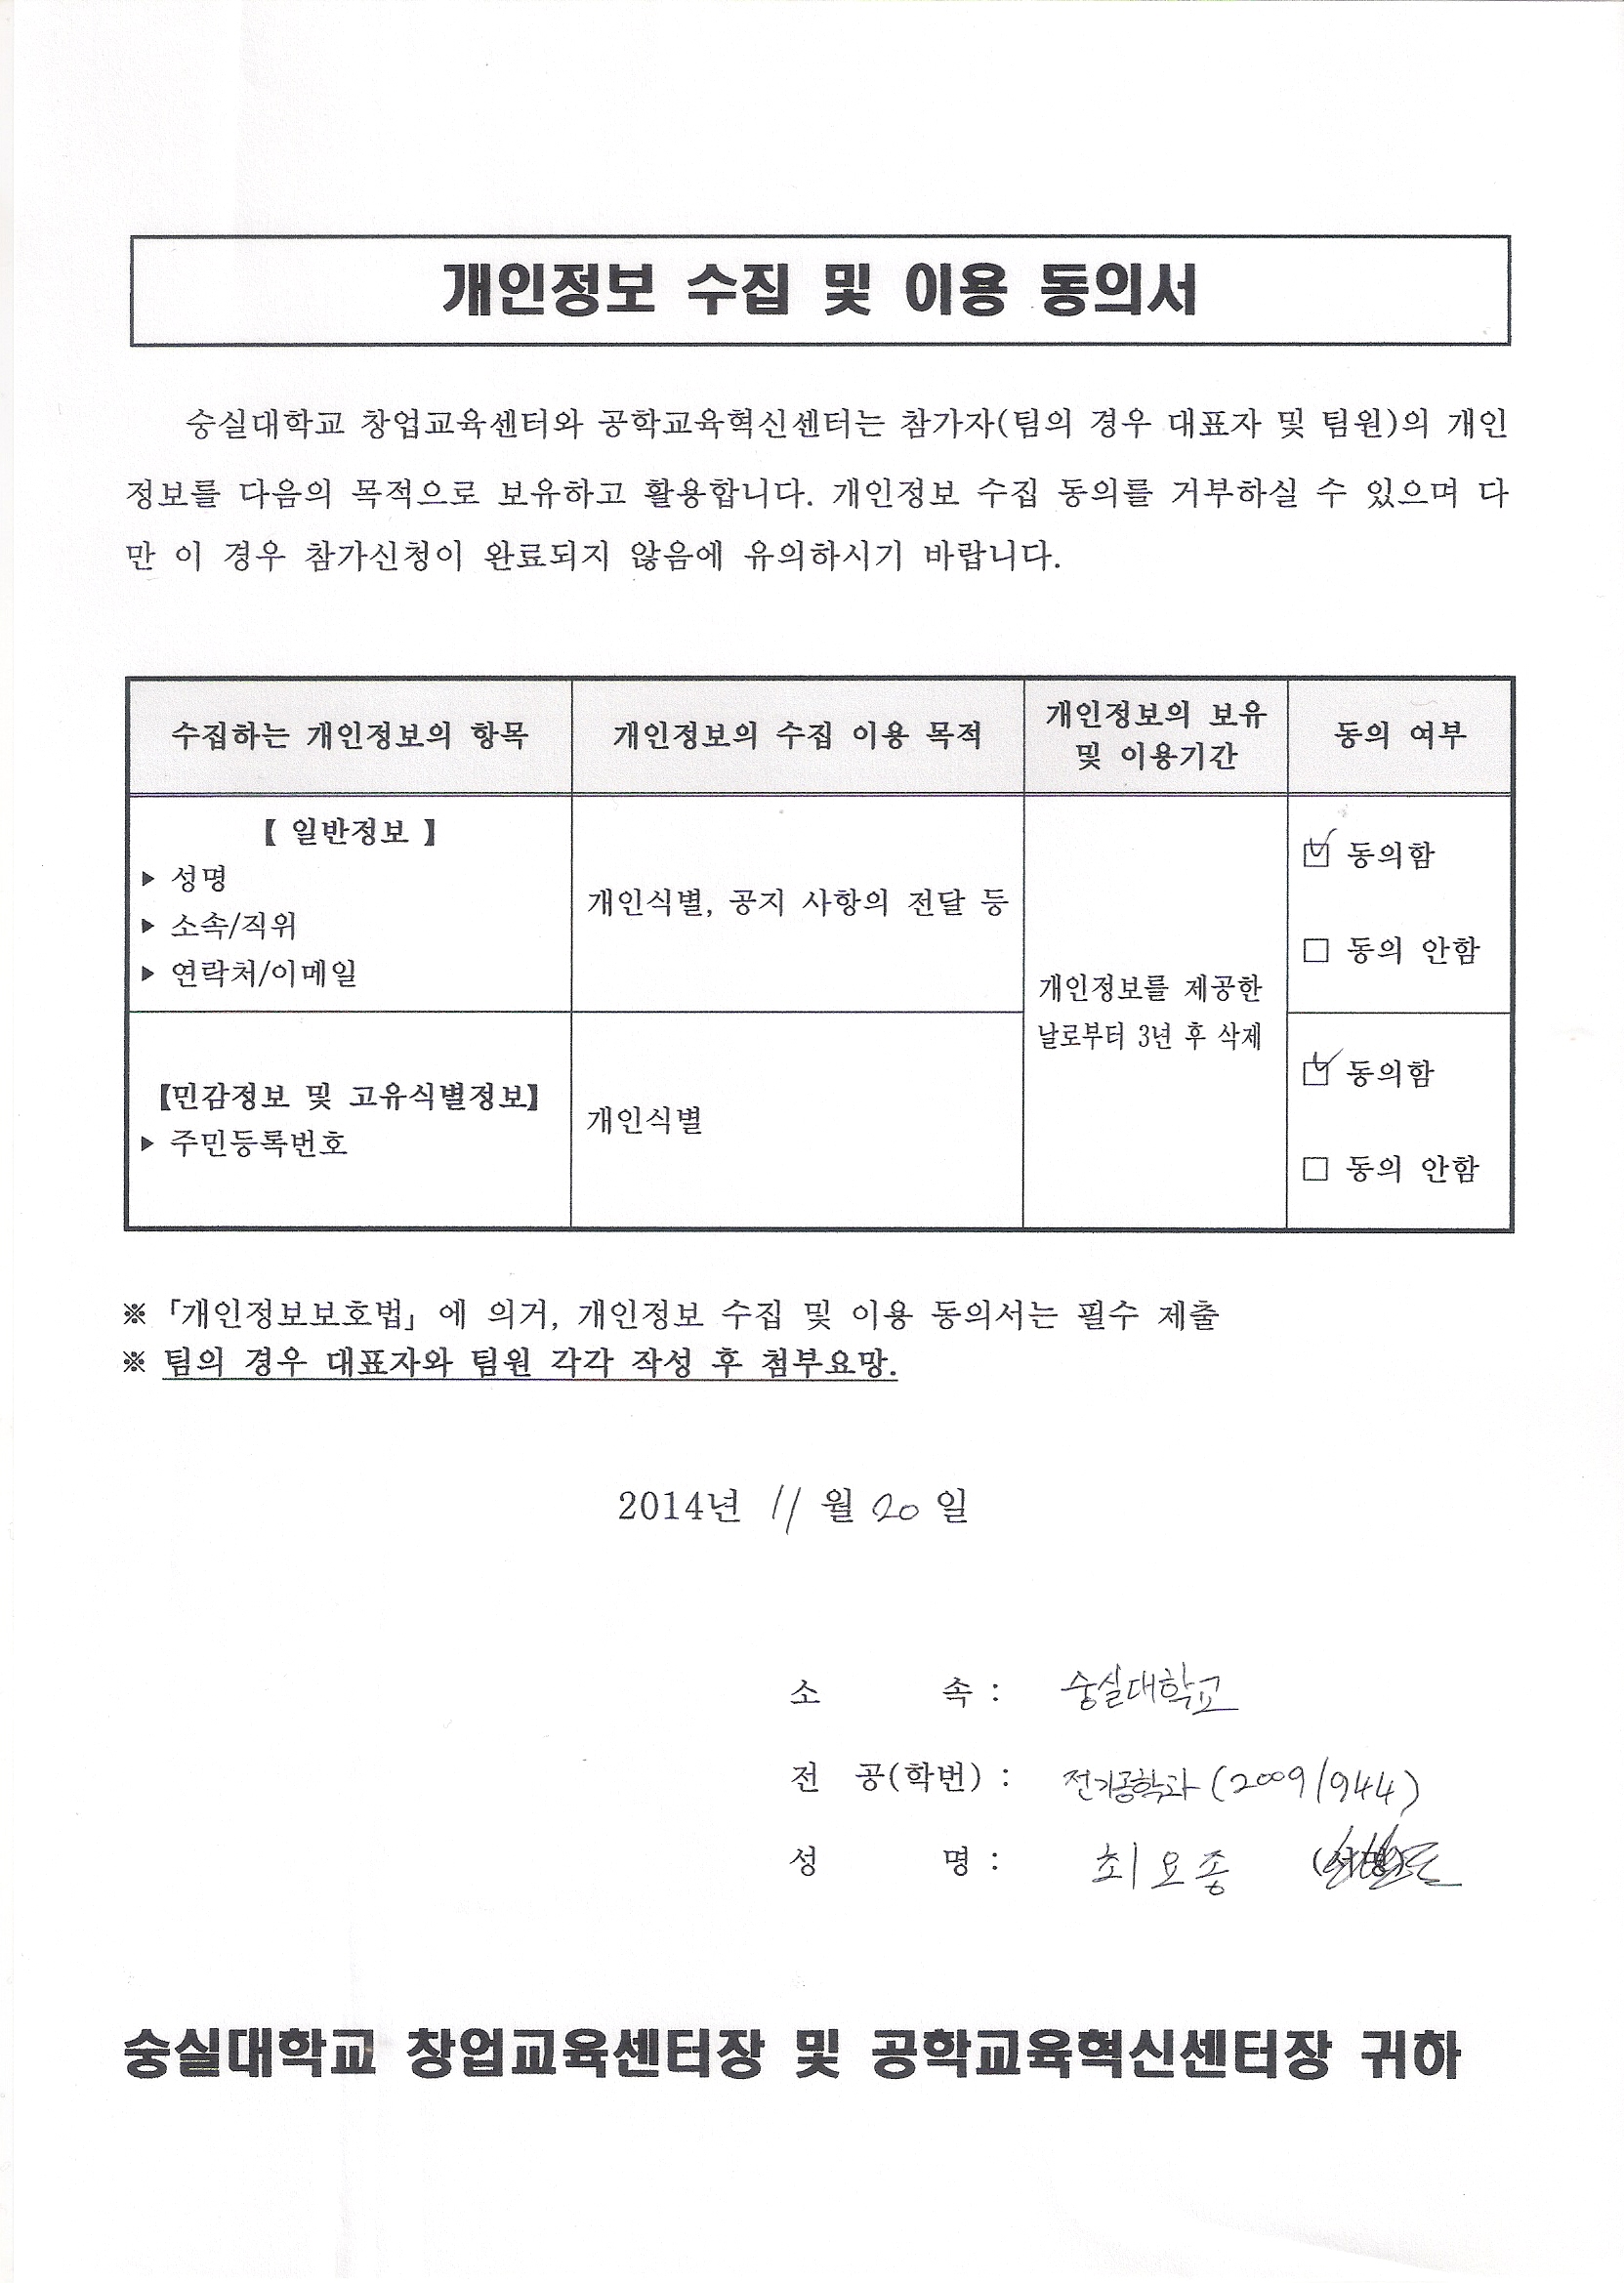 개인정보 수집 및 이용 동의서
숭실대학교 창업교육센터와 공학교육혁신센터는 참가자(팀의 경우 대표자 및 팀원)의 개인
정보를 다음의 목적으로 보유하고 활용합니다. 개인정보 수집 동의를 거부하실 수 있으며 다
만 이 경우 참가신청이 완료되지 않음에 유의하시기 바랍니다.
수집하는 개인정보의 항목
개인정보의 수집 이용 목적
개인정보의 보유
및 이용기간
동의 여부
【 일반정보 】
▶ 성명
▶ 소속/직위
▶ 연락처/이메일
개인식별, 공지 사항의 전달 등
개인정보를 제공한
날로부터 3년 후 삭제
☑ 동의함
□ 동의 안함
【민감정보 및 고유식별정보】
▶ 주민등록번호
개인식별
☑ 동의함
□ 동의 안함
※ 「개인정보보호법」에 의거, 개인정보 수집 및 이용 동의서는 필수 제출
※ 팀의 경우 대표자와 팀원 각각 작성 후 첨부요망.
2014년 11 월 20 일
소 속 : 숭실대학교
전 공(학번) : 전기공학과 (20091944)
성 명 : 최요종 (서명)
숭실대학교 창업교육센터장 및 공학교육혁신센터장 귀하